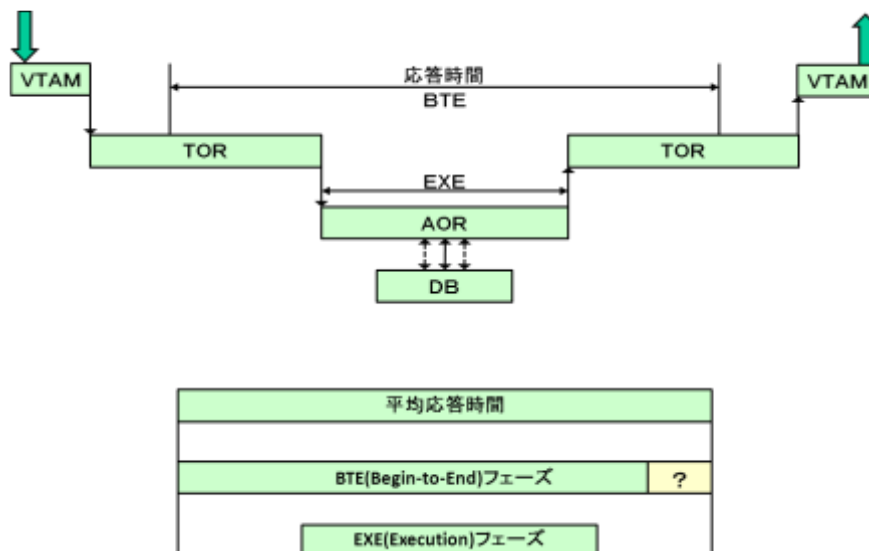 VTAM
応答時間
BTE
VTAM
TOR
TOR
EXE
AOR
DB
平均応答時間
BTE(Begin-to-End)フェーズ
?
EXE(Execution)フェーズ